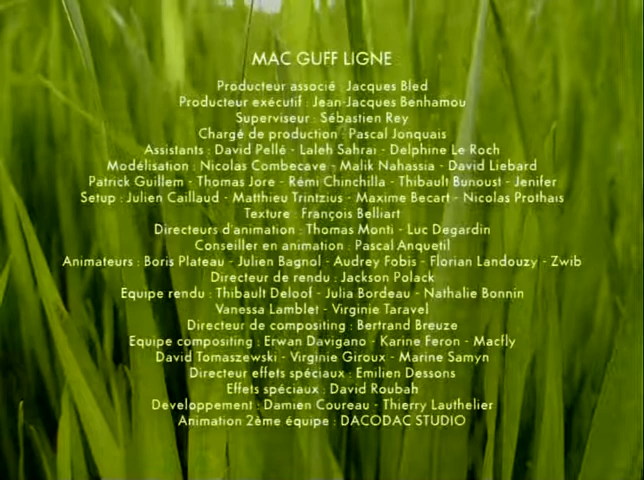 MAC GUFF LIGNE
Producteur associé : Jacques Bled
Producteur exécutif : Jean-Jacques Benhamou
Superviseur : Sébastien Rey
Chargé de production : Pascal Jonquais
Assistants : David Pellé - Laleh Sahrai - Delphine Le Roch
Modélisation : Nicolas Combecave - Malik Nahassia - David Liebard
Patrick Guillem - Thomas Jore - Rémi Chinchilla - Thibault Bunoust - Jenifer
Setup : Julien Caillaud - Matthieu Trintzius - Maxime Becart - Nicolas Prothais
Texture : François Belliart
Directeurs d'animation : Thomas Monti - Luc Degardin
Conseiller en animation : Pascal Anquetil
Animateurs : Boris Plateau - Julien Bagnol - Audrey Fobis - Florian Landouzy - Zwib
Directeur de rendu : Jackson Polack
Equipe rendu : Thibault Deloof - Julia Bordeau - Nathalie Bonnin
Vanessa Lamblet - Virginie Taravel
Directeur de compositing : Bertrand Breuze
Equipe compositing : Erwan Davigano - Karine Feron - Macfly
David Tomaszewski - Virginie Giroux - Marine Samyn
Directeur effets spéciaux : Emilien Dessons
Effets spéciaux : David Roubah
Developpement : Damien Coureau - Thierry Lauthelier
Animation 2ème équipe : DACODAC STUDIO